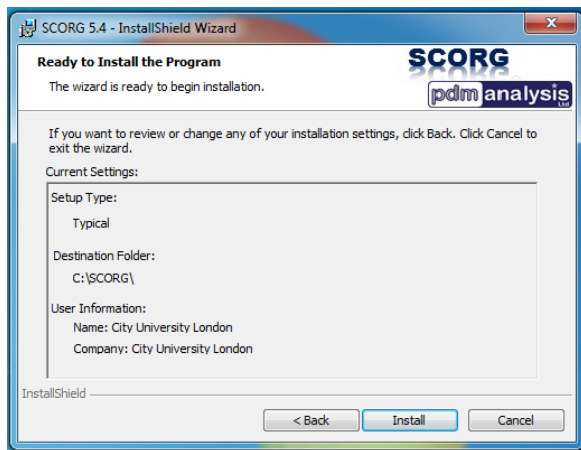 SCORG 5.4 - InstallShield Wizard
x
Ready to Install the Program
The wizard is ready to begin installation.
SCORG
pdm analysis
Ltd
If you want to review or change any of your installation settings, click Back. Click Cancel to
exit the wizard.
Current Settings:
Setup Type:
Typical
Destination Folder:
C:\SCORG\
User Information:
Name: City University London
Company: City University London
InstallShield
< Back
Install
Cancel